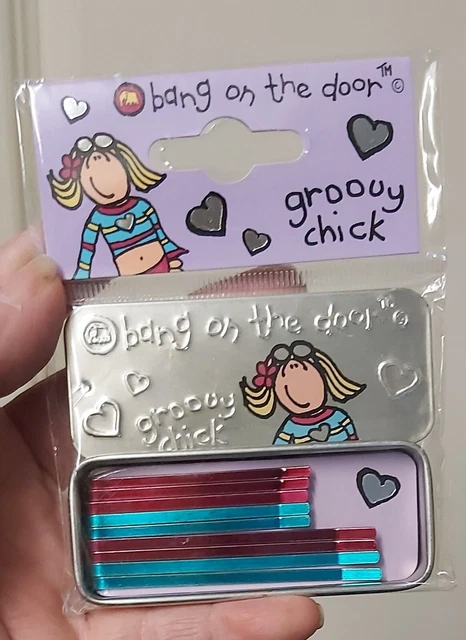 bang on the door™ ©
groovy
chick
bang on the door™ ©
groovy
chick